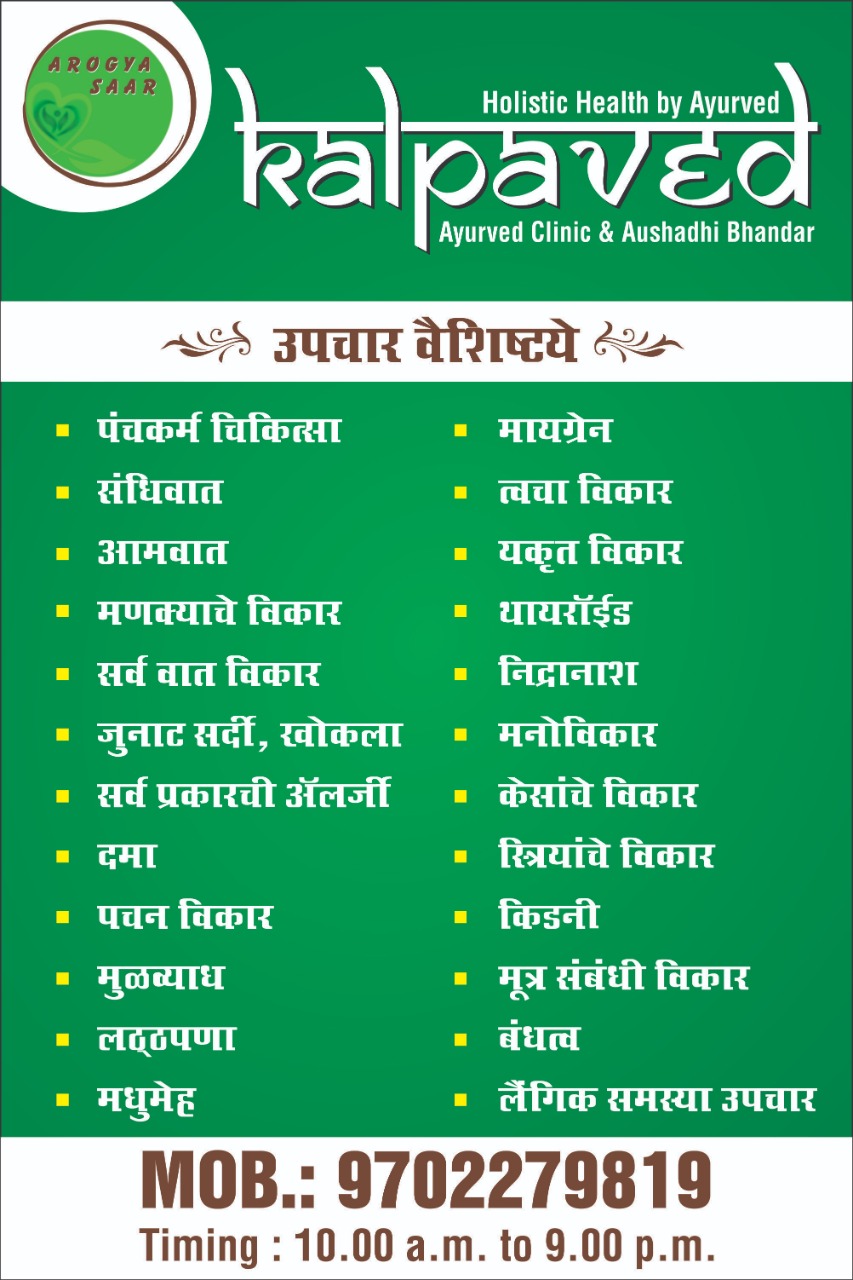 AROGYA
SAAR
Holistic Health by Ayurved
kalpaved
Ayurved Clinic & Aushadhi Bhandar
उपचार वैशिष्टये
पंचकर्म चिकित्सा
संधिवात
आमवात
मणक्याचे विकार
सर्व वात विकार
जुनाट सर्दी, खोकला
सर्व प्रकारची ॲलर्जी
दमा
पचन विकार
मुळव्याध
लठ्ठपणा
मधुमेह
मायग्रेन
त्वचा विकार
यकृत विकार
थायरॉईड
निद्रानाश
मनोविकार
केसांचे विकार
स्त्रियांचे विकार
किडनी
मूत्र संबंधी विकार
बंधत्व
लैंगिक समस्या उपचार
MOB.: 9702279819
Timing : 10.00 a.m. to 9.00 p.m.